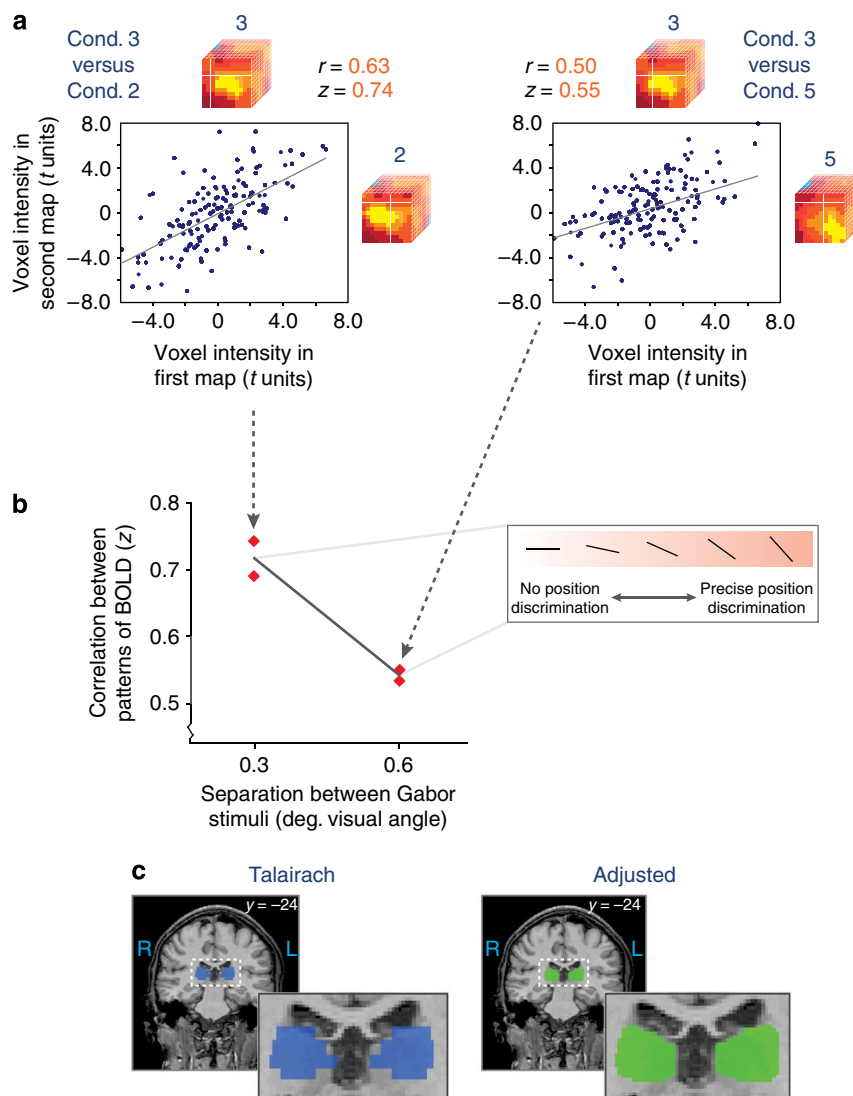 a
Cond. 3
versus
Cond. 2
3
r = 0.63
z = 0.74
8.0
4.0
0
−4.0
−8.0
Voxel intensity in
second map (t units)
−4.0 0 4.0 8.0
Voxel intensity in
first map (t units)
2
r = 0.50
z = 0.55
3
Cond. 3
versus
Cond. 5
8.0
4.0
0
−4.0
−8.0
−4.0 0 4.0 8.0
Voxel intensity in
first map (t units)
5
b
0.8
0.7
0.6
0.5
Correlation between
patterns of BOLD (z)
0.3 0.6
Separation between Gabor
stimuli (deg. visual angle)
No position
discrimination
Precise position
discrimination
c
Talairach
y = −24
R L
Adjusted
y = −24
R L